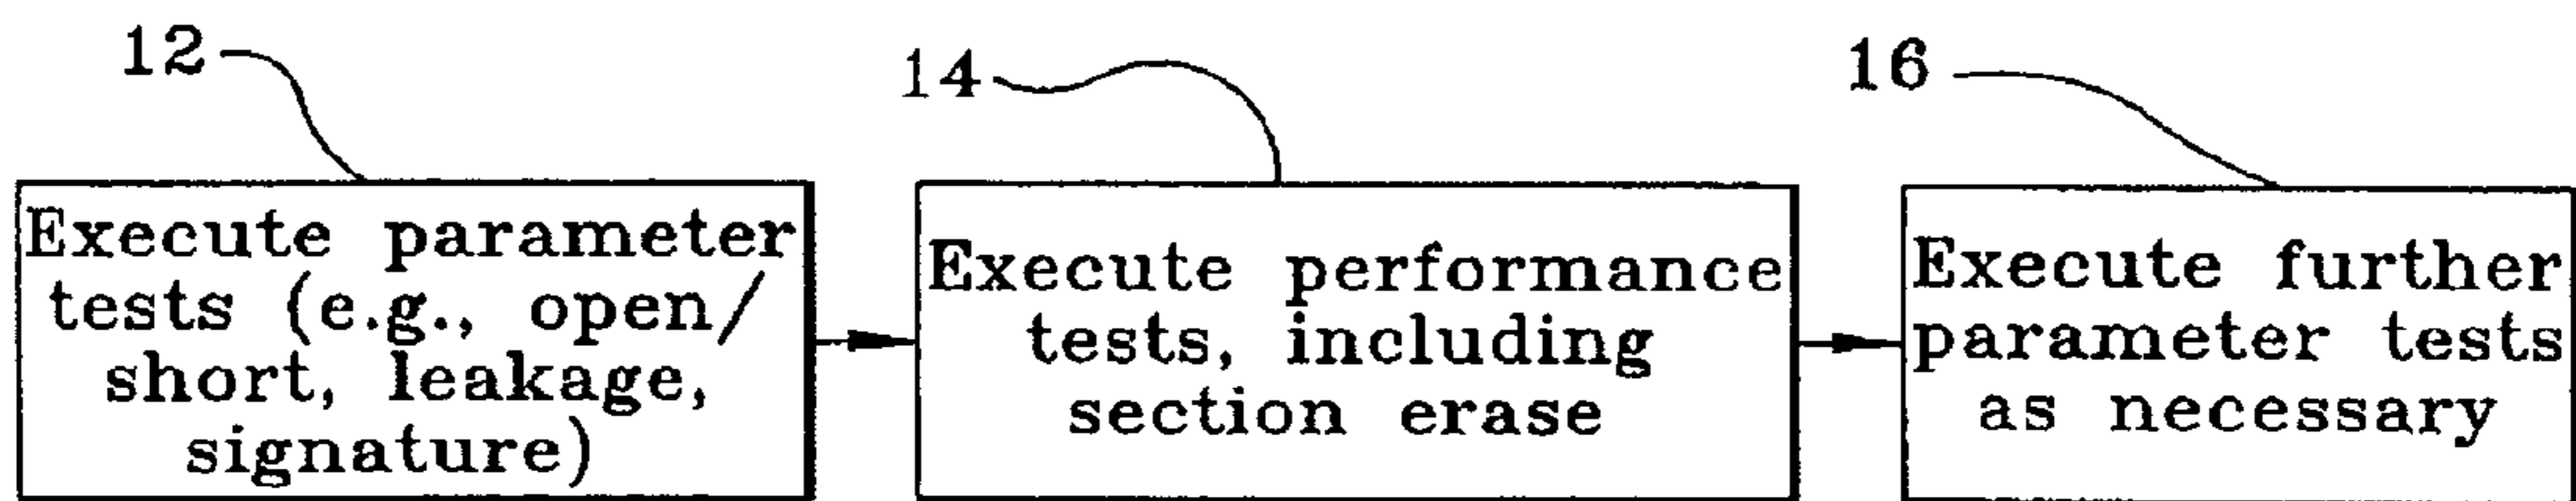 12
14
16
Execute parameter
tests (e.g., open/
short, leakage,
signature)
Execute performance
tests, including
section erase
Execute further
parameter tests
as necessary